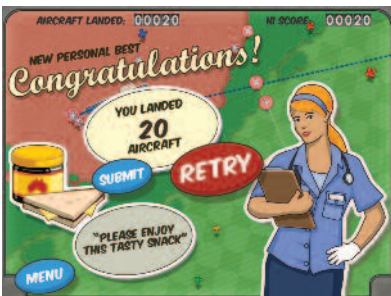 AIRCRAFT LANDED: 00020
HI SCORE: 00020
NEW PERSONAL BEST
Congratulations!
YOU LANDED
20
AIRCRAFT
SUBMIT
RETRY
"PLEASE ENJOY
THIS TASTY SNACK"
MENU